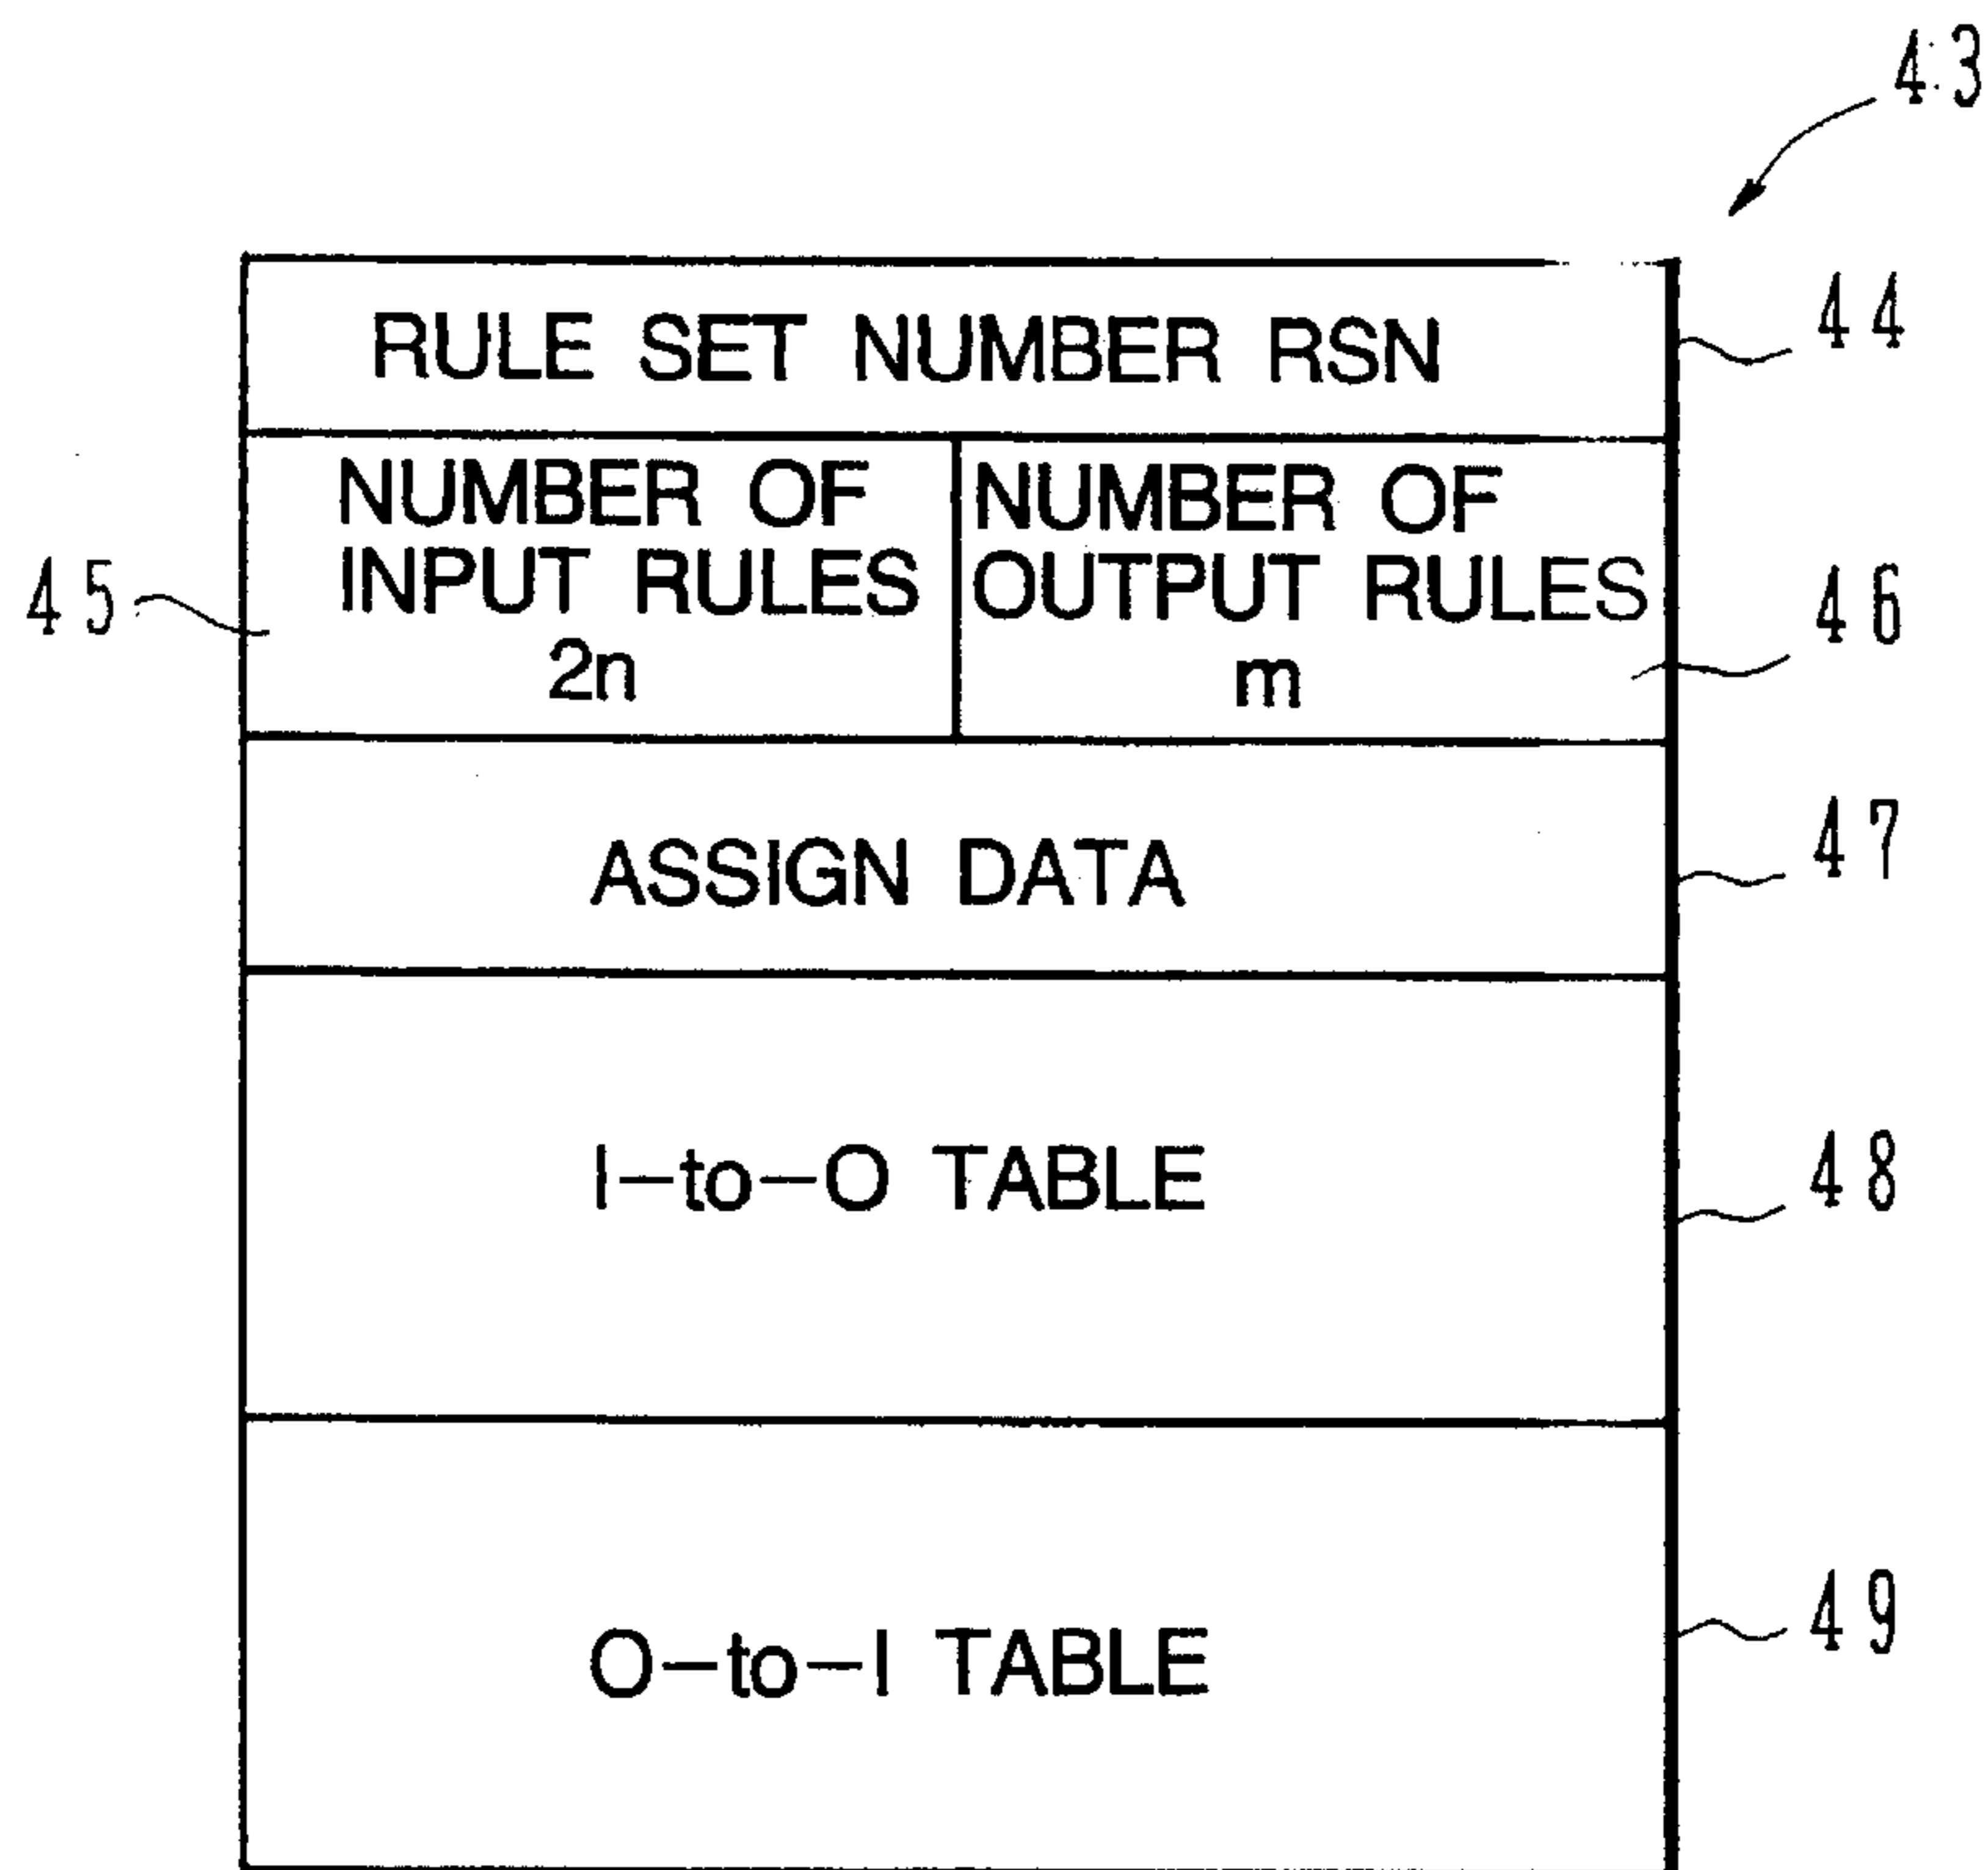 43
RULE SET NUMBER RSN
44
NUMBER OF
INPUT RULES
2n
45
NUMBER OF
OUTPUT RULES
m
46
ASSIGN DATA
47
I-to-O TABLE
48
O-to-I TABLE
49